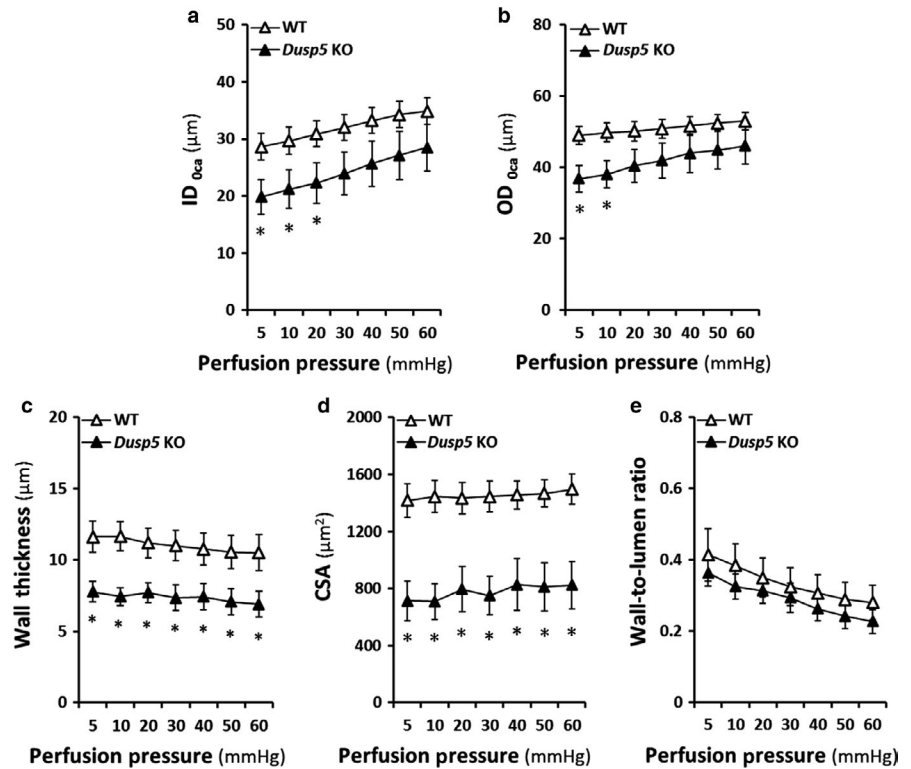 a
50
40
30
20
10
0
ID 0ca (μm)
WT
Dusp5 KO
* * *
5 10 20 30 40 50 60
Perfusion pressure (mmHg)
b
80
60
40
20
0
OD 0ca (μm)
WT
Dusp5 KO
* *
5 10 20 30 40 50 60
Perfusion pressure (mmHg)
c
20
15
10
5
0
Wall thickness (μm)
WT
Dusp5 KO
* * * * * * *
5 10 20 30 40 50 60
Perfusion pressure (mmHg)
d
2000
1600
1200
800
400
0
CSA (μm²)
WT
Dusp5 KO
* * * * * * *
5 10 20 30 40 50 60
Perfusion pressure (mmHg)
e
0.8
0.6
0.4
0.2
0
Wall-to-lumen ratio
WT
Dusp5 KO
5 10 20 30 40 50 60
Perfusion pressure (mmHg)